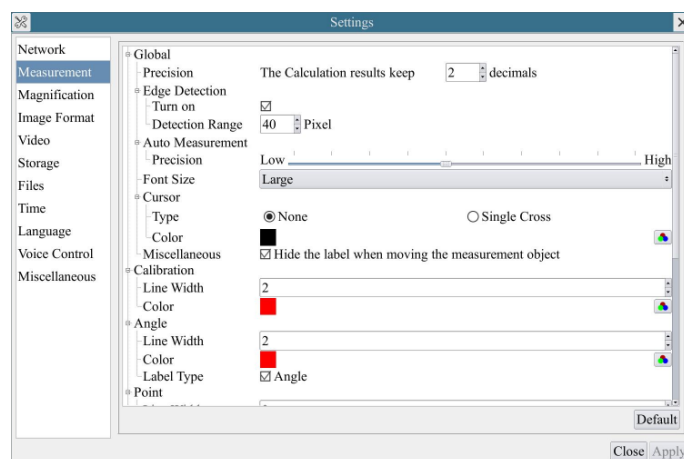 Settings
Network
Measurement
Magnification
Image Format
Video
Storage
Files
Time
Language
Voice Control
Miscellaneous
Global
Precision The Calculation results keep 2 decimals
Edge Detection
Turn on
Detection Range 40 Pixel
Auto Measurement
Precision Low High
Font Size Large
Cursor
Type None Single Cross
Color
Miscellaneous Hide the label when moving the measurement object
Calibration
Line Width 2
Color
Angle
Line Width 2
Color
Label Type Angle
Point
Default
Close Apply